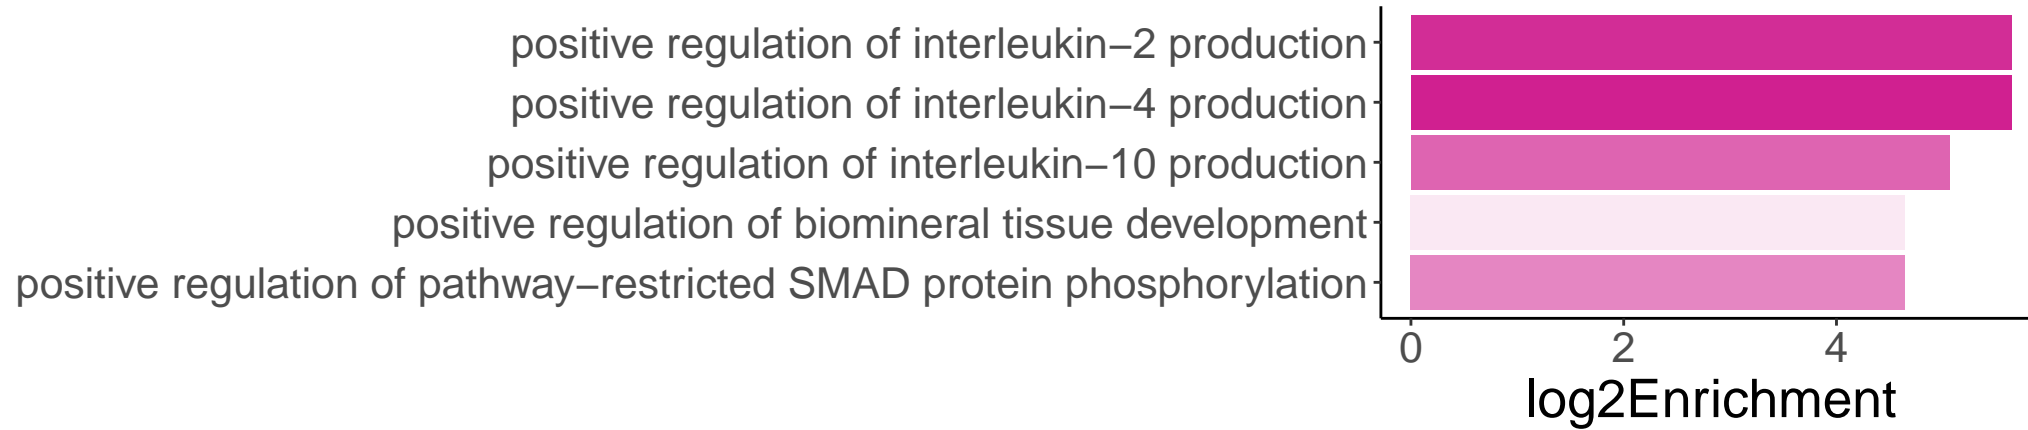 positive regulation of interleukin−2 production
positive regulation of interleukin−4 production
positive regulation of interleukin−10 production
positive regulation of biomineral tissue development
positive regulation of pathway−restricted SMAD protein phosphorylation
0 2 4
log2Enrichment